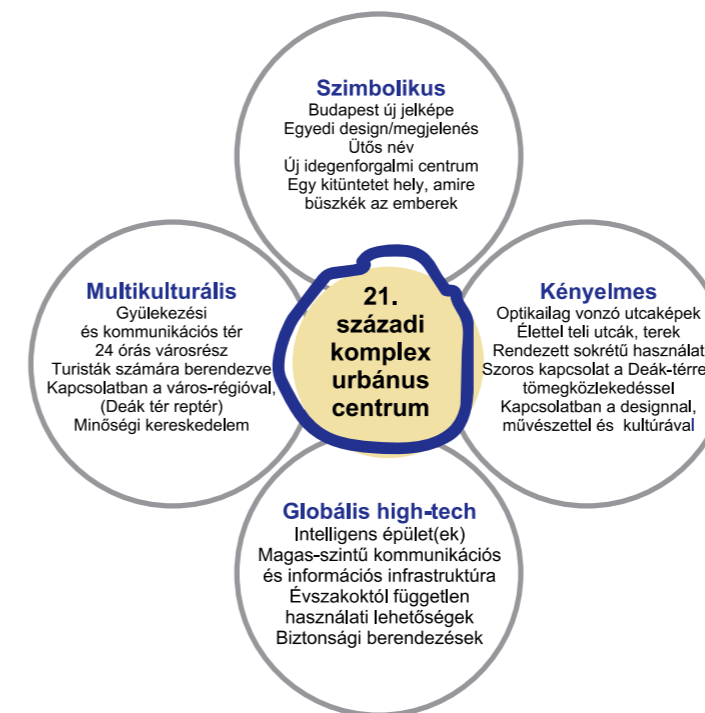 Szimbolikus
Budapest új jelképe
Egyedi design/megjelenés
Ütős név
Új idegenforgalmi centrum
Egy kitüntetet hely, amire
büszkék az emberek
Multikulturális
Gyülekezési
és kommunikációs tér
24 órás városrész
Turisták számára berendezve
Kapcsolatban a város-régióval,
(Deák tér reptér)
Minőségi kereskedelem
21.
századi
komplex
urbánus
centrum
Kényelmes
Optikailag vonzó utcaképek
Élettel teli utcák, terek
Rendezett sokrétű használat
Szoros kapcsolat a Deák-térre
tömegközlekedéssel
Kapcsolatban a designnal,
művészettel és kultúrával
Globális high-tech
Intelligens épület(ek)
Magas-szintű kommunikációs
és információs infrastruktúra
Évszakoktól független
használati lehetőségek
Biztonsági berendezések